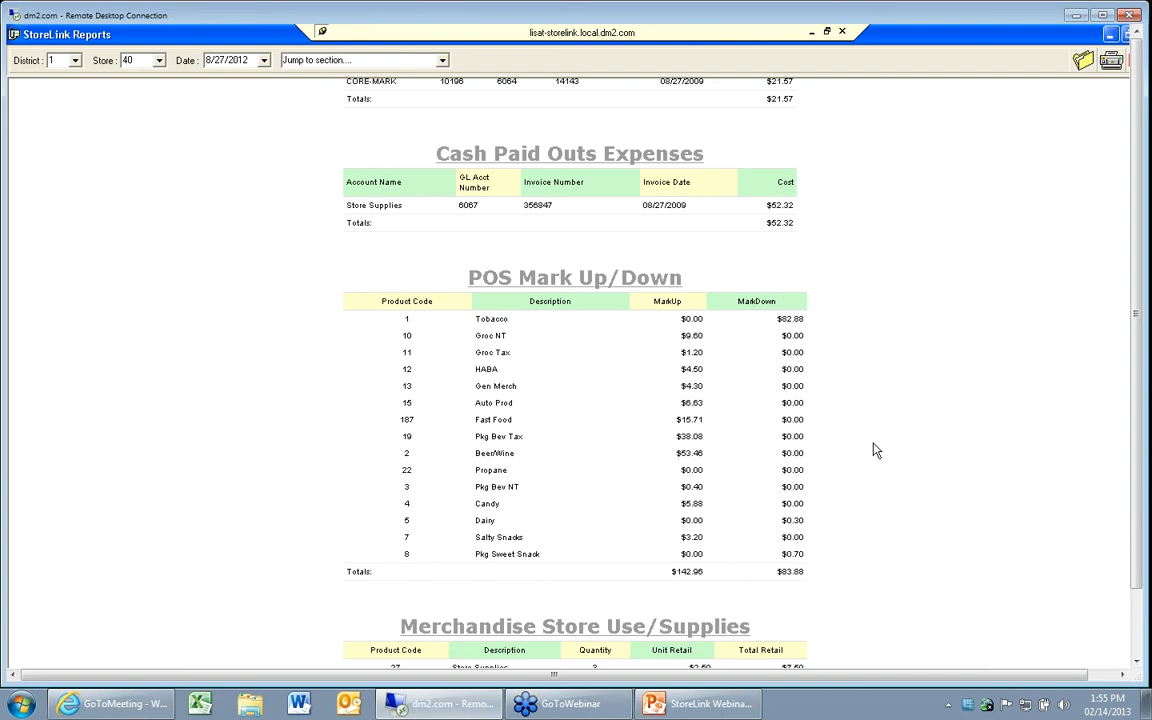 dm2.com - Remote Desktop Connection
StoreLink Reports
lisat-storelink.local.dm2.com
District : 1 Store : 40 Date : 8/27/2012 Jump to section....
CORE-MARK 10196 6064 14143 08/27/2009 $21.57
Totals: $21.57
Cash Paid Outs Expenses
Account Name GL Acct Number Invoice Number Invoice Date Cost
Store Supplies 6067 356847 08/27/2009 $52.32
Totals: $52.32
POS Mark Up/Down
Product Code Description MarkUp MarkDown
1 Tobacco $0.00 $82.88
10 Groc NT $9.60 $0.00
11 Groc Tax $1.20 $0.00
12 HABA $4.50 $0.00
13 Gen Merch $4.30 $0.00
15 Auto Prod $6.63 $0.00
187 Fast Food $15.71 $0.00
19 Pkg Bev Tax $38.08 $0.00
2 Beer/Wine $53.46 $0.00
22 Propane $0.00 $0.00
3 Pkg Bev NT $0.40 $0.00
4 Candy $5.88 $0.00
5 Dairy $0.00 $0.30
7 Salty Snacks $3.20 $0.00
8 Pkg Sweet Snack $0.00 $0.70
Totals: $142.96 $83.88
Merchandise Store Use/Supplies
Product Code Description Quantity Unit Retail Total Retail
27 Store Supplies 3 $2.50 $7.50
GoToMeeting - W... dm2.com - Remo... GoToWebinar StoreLink Webina...
1:55 PM
02/14/2013